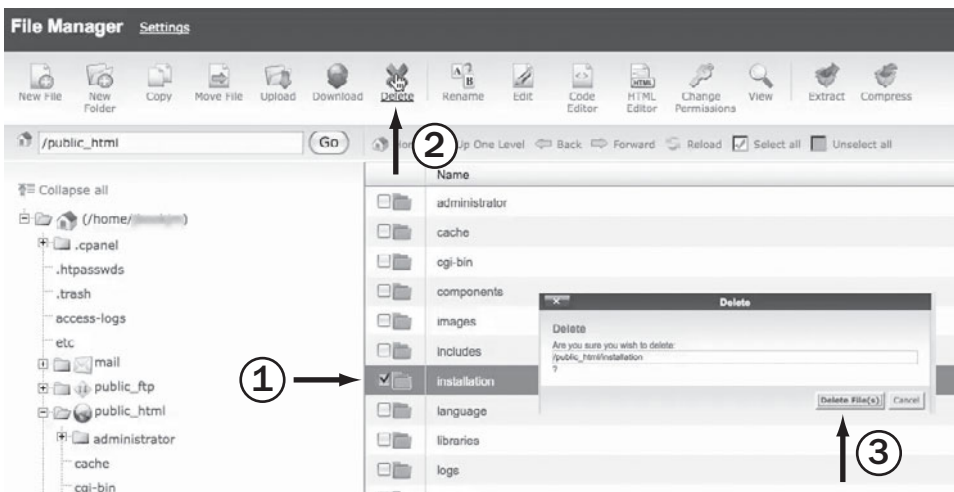 File Manager Settings
New File
New Folder
Copy
Move File
Upload
Download
Delete
Rename
Edit
Code Editor
HTML Editor
Change Permissions
View
Extract
Compress
/public_html
Go
2
Up One Level
Back
Forward
Reload
Select all
Unselect all
Collapse all
(/home/ )
.cpanel
.htpasswds
.trash
access-logs
etc
mail
public_ftp
public_html
administrator
cache
cgi-bin
Name
administrator
cache
cgi-bin
components
images
includes
1
installation
language
libraries
logs
Delete
Delete
Are you sure you wish to delete:
/public_html/installation
?
Delete File(s)
Cancel
3